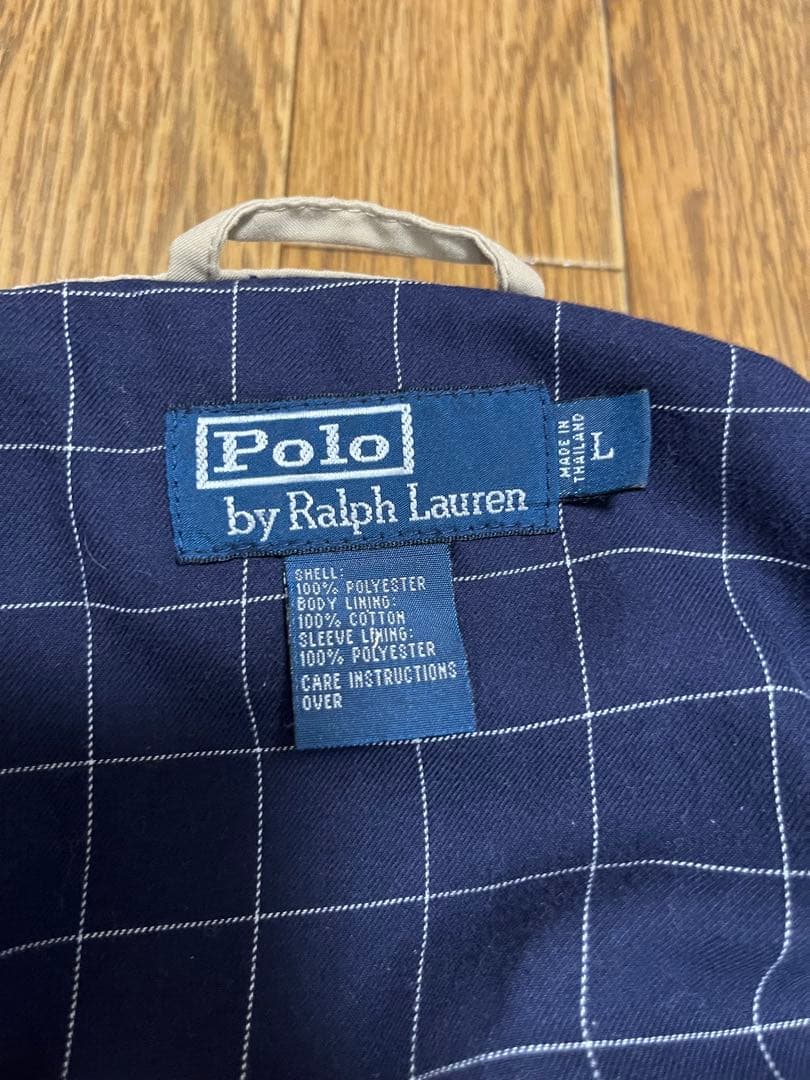 Polo
by Ralph Lauren
MADE IN
THAILAND
L
SHELL:
100% POLYESTER
BODY LINING:
100% COTTON
SLEEVE LINING:
100% POLYESTER
CARE INSTRUCTIONS
OVER